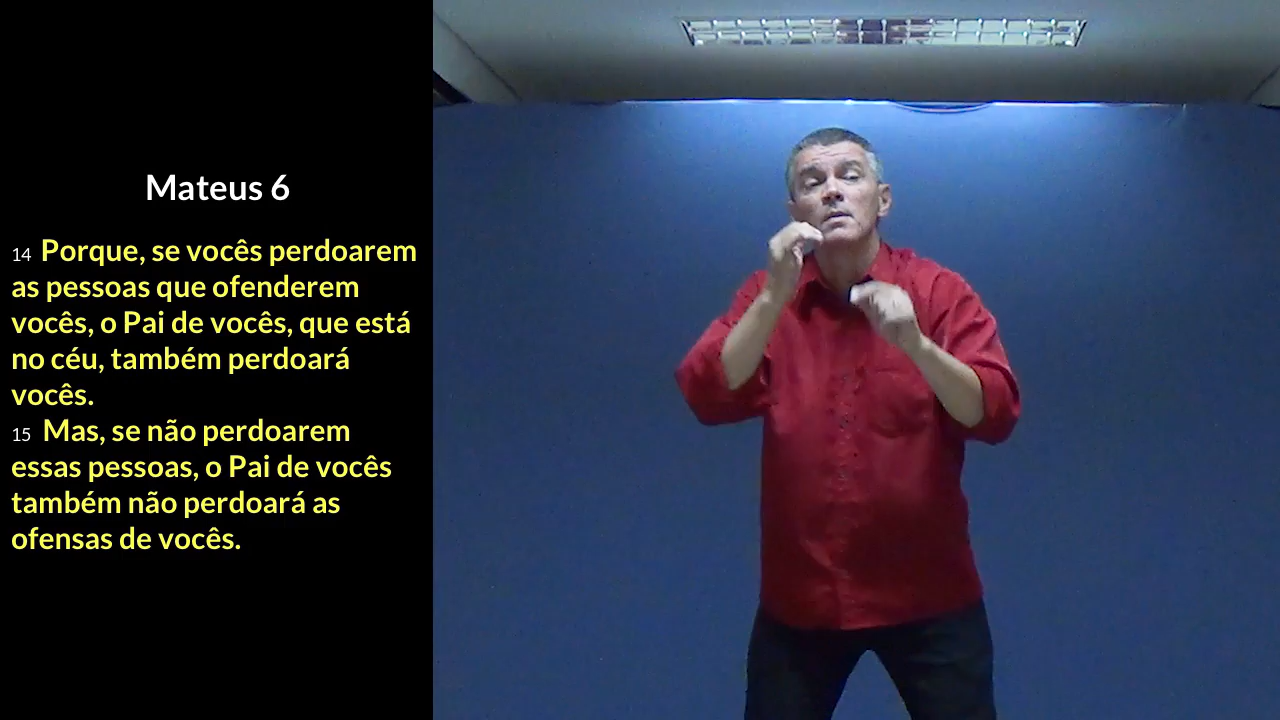 Mateus 6
14 Porque, se vocês perdoarem
as pessoas que ofenderem
vocês, o Pai de vocês, que está
no céu, também perdoará
vocês.
15 Mas, se não perdoarem
essas pessoas, o Pai de vocês
também não perdoará as
ofensas de vocês.